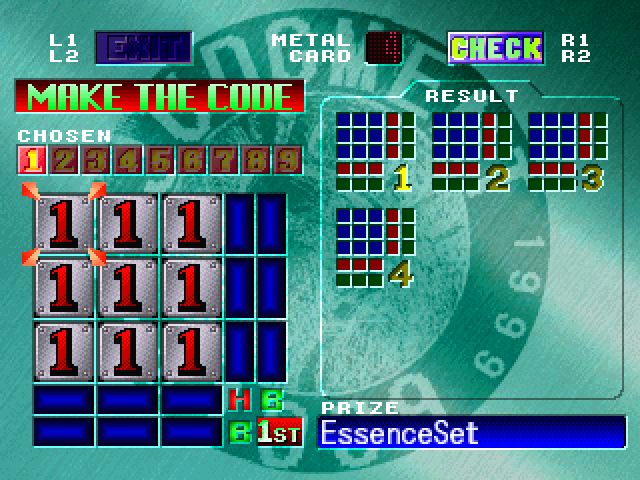 L1 EXIT METAL CARD CHECK R1
L2 R2
MAKE THE CODE
RESULT
CHOSEN
1 2 3 4 5 6 7 8 9
1 2 3
1 1 1
4
1 1 1
1 1 1
1999
H B
B 1ST
PRIZE
EssenceSet